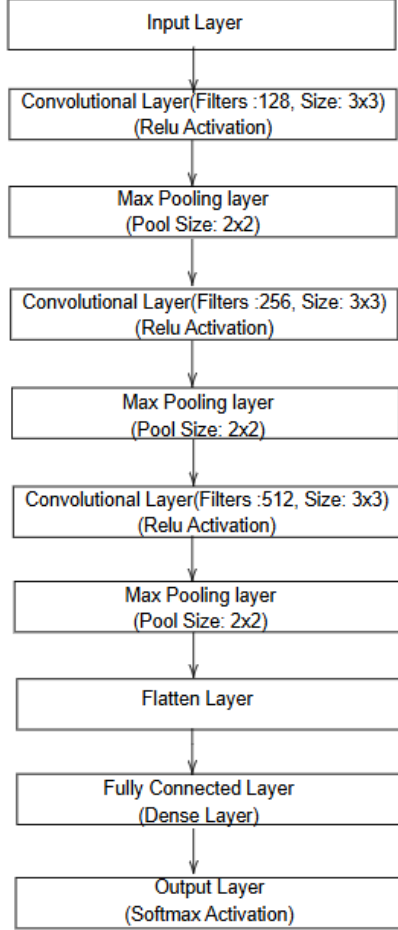 Input Layer
Convolutional Layer(Filters :128, Size: 3x3)
(Relu Activation)
Max Pooling layer
(Pool Size: 2x2)
Convolutional Layer(Filters :256, Size: 3x3)
(Relu Activation)
Max Pooling layer
(Pool Size: 2x2)
Convolutional Layer(Filters :512, Size: 3x3)
(Relu Activation)
Max Pooling layer
(Pool Size: 2x2)
Flatten Layer
Fully Connected Layer
(Dense Layer)
Output Layer
(Softmax Activation)